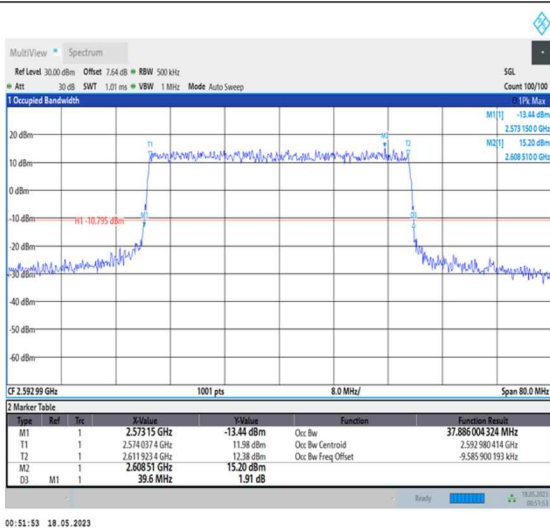 MultiView Spectrum
Ref Level 30.00 dBm Offset 7.64 dB RBW 500 kHz SGL
Att 30 dB SWT 1.01 ms VBW 1 MHz Mode Auto Sweep Count 100/100
1 Occupied Bandwidth 1Pk Max
M1[1] -13.44 dBm
2.573 150 0 GHz
M2[1] 15.20 dBm
2.608 510 0 GHz
20 dBm
T1 M2 T2
10 dBm
0 dBm
-10 dBm
H1 -10.795 dBm M1 D3
-20 dBm
-30 dBm
-40 dBm
-50 dBm
-60 dBm
CF 2.592 99 GHz 1001 pts 8.0 MHz/ Span 80.0 MHz
2 Marker Table
Type Ref Trc X-Value Y-Value Function Function Result
M1 1 2.573 15 GHz -13.44 dBm Occ Bw 37.886 004 324 MHz
T1 1 2.574 037 4 GHz 11.98 dBm Occ Bw Centroid 2.592 980 414 GHz
T2 1 2.611 923 4 GHz 12.38 dBm Occ Bw Freq Offset -9.585 900 193 kHz
M2 1 2.608 51 GHz 15.20 dBm
D3 M1 1 39.6 MHz 1.91 dB
Ready 18.05.2023
00:51:53
00:51:53 18.05.2023